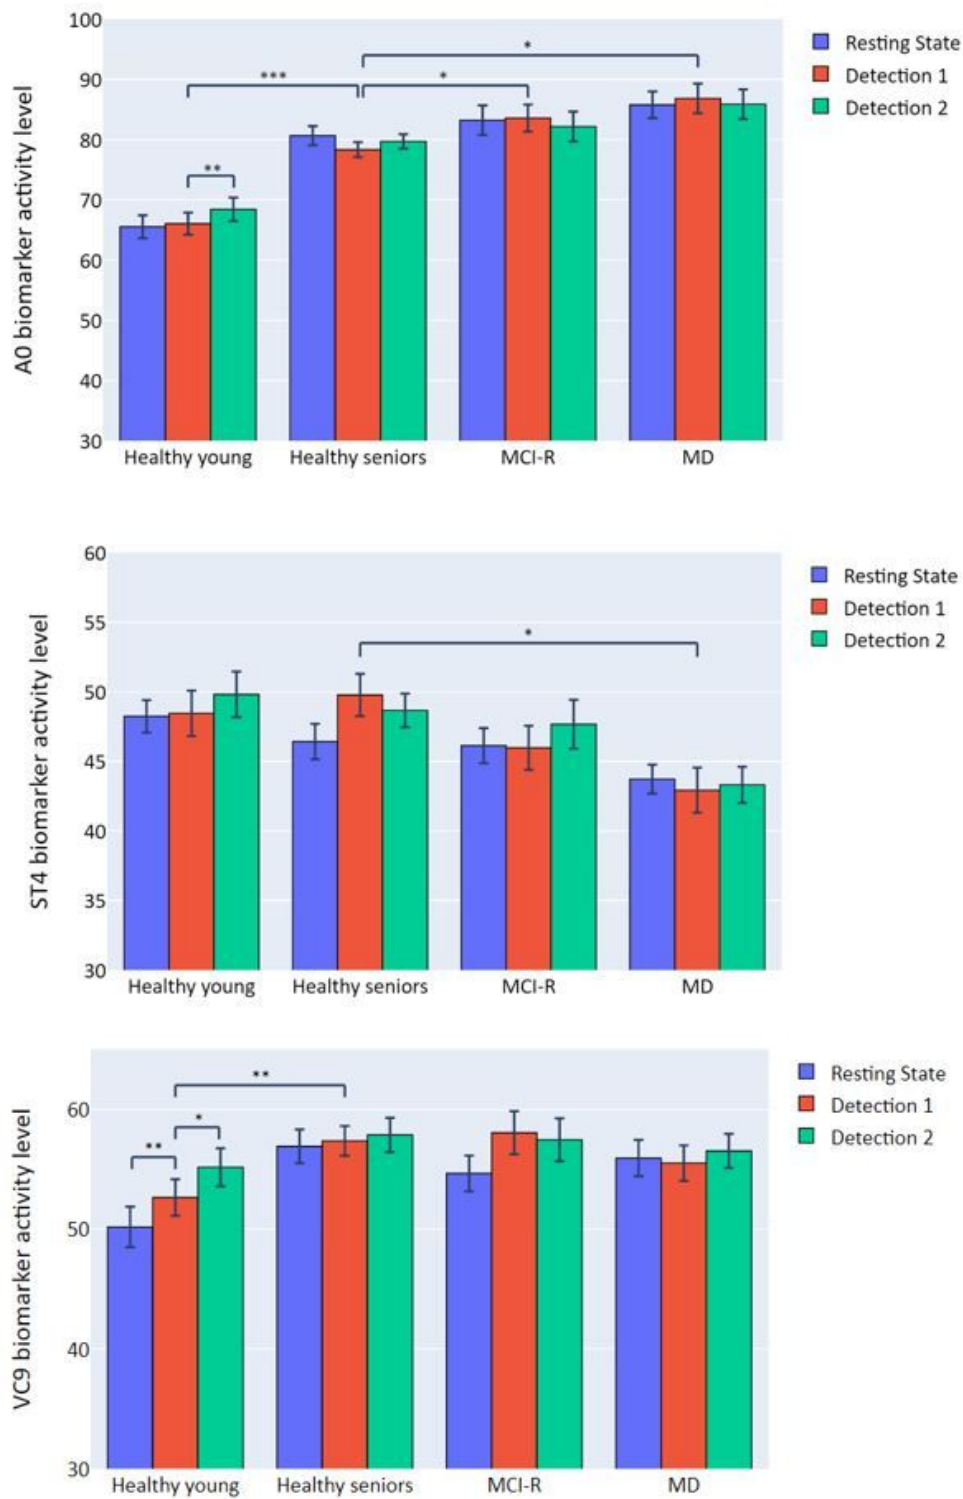 100
90
80
70
60
50
40
30
A0 biomarker activity level
***
*
*
**
Healthy young
Healthy seniors
MCI-R
MD
Resting State
Detection 1
Detection 2
60
55
50
45
40
35
30
ST4 biomarker activity level
*
Healthy young
Healthy seniors
MCI-R
MD
Resting State
Detection 1
Detection 2
60
50
40
30
VC9 biomarker activity level
**
*
**
Healthy young
Healthy seniors
MCI-R
MD
Resting State
Detection 1
Detection 2